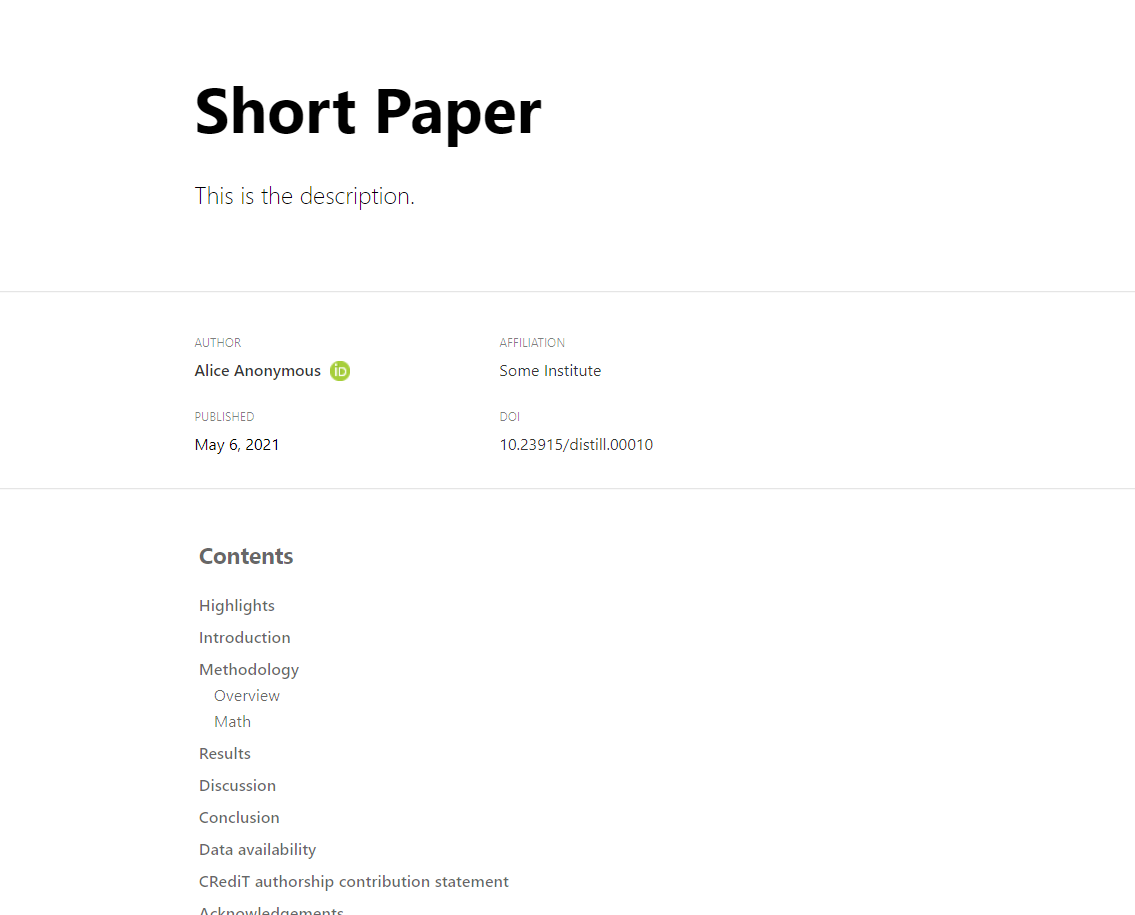 Short Paper
This is the description.
AUTHOR
AFFILIATION
Alice Anonymous iD
Some Institute
PUBLISHED
DOI
May 6, 2021
10.23915/distill.00010
Contents
Highlights
Introduction
Methodology
Overview
Math
Results
Discussion
Conclusion
Data availability
CRediT authorship contribution statement
Acknowledgements